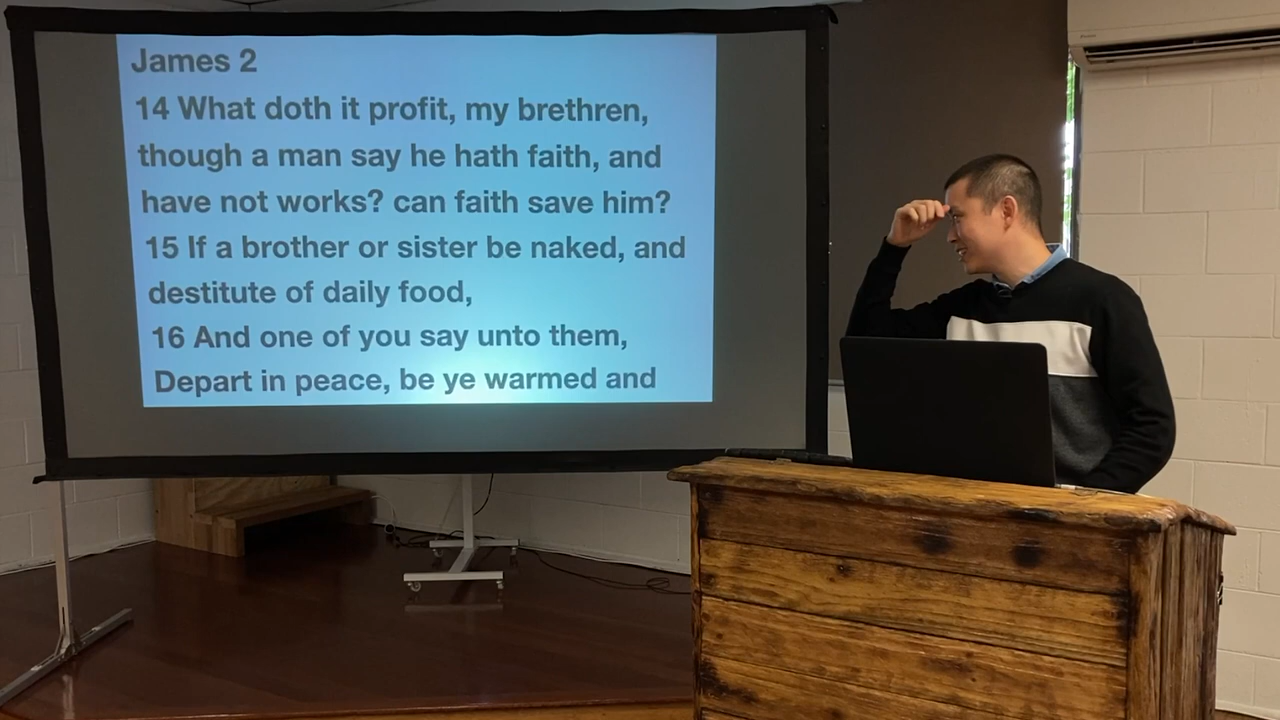 James 2
14 What doth it profit, my brethren,
though a man say he hath faith, and
have not works? can faith save him?
15 If a brother or sister be naked, and
destitute of daily food,
16 And one of you say unto them,
Depart in peace, be ye warmed and